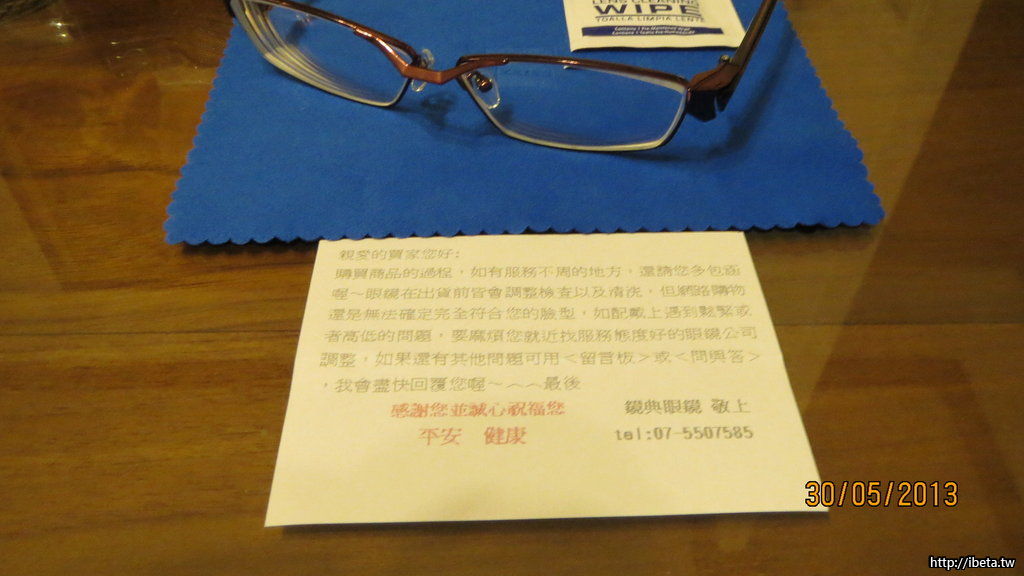 LENS CLEANING
WIPE
TOALLA LIMPIA LENTE
親愛的賣家您好:
購買商品的過程，如有服務不周的地方，還請您多包函
喔～眼鏡在出貨前皆會調整檢查以及清洗，但網路購物
還是無法確定完全符合您的臉型，如配戴上遇到鬆緊或
者高低的問題，要麻煩您就近找服務態度好的眼鏡公司
調整，如果還有其他問題可用＜留言板＞或＜問與答＞
，我會盡快回覆您喔～︿︿最後
感謝您並誠心祝福您
平安 健康
鏡典眼鏡 敬上
tel:07-5507585
30/05/2013
http://ibeta.tw